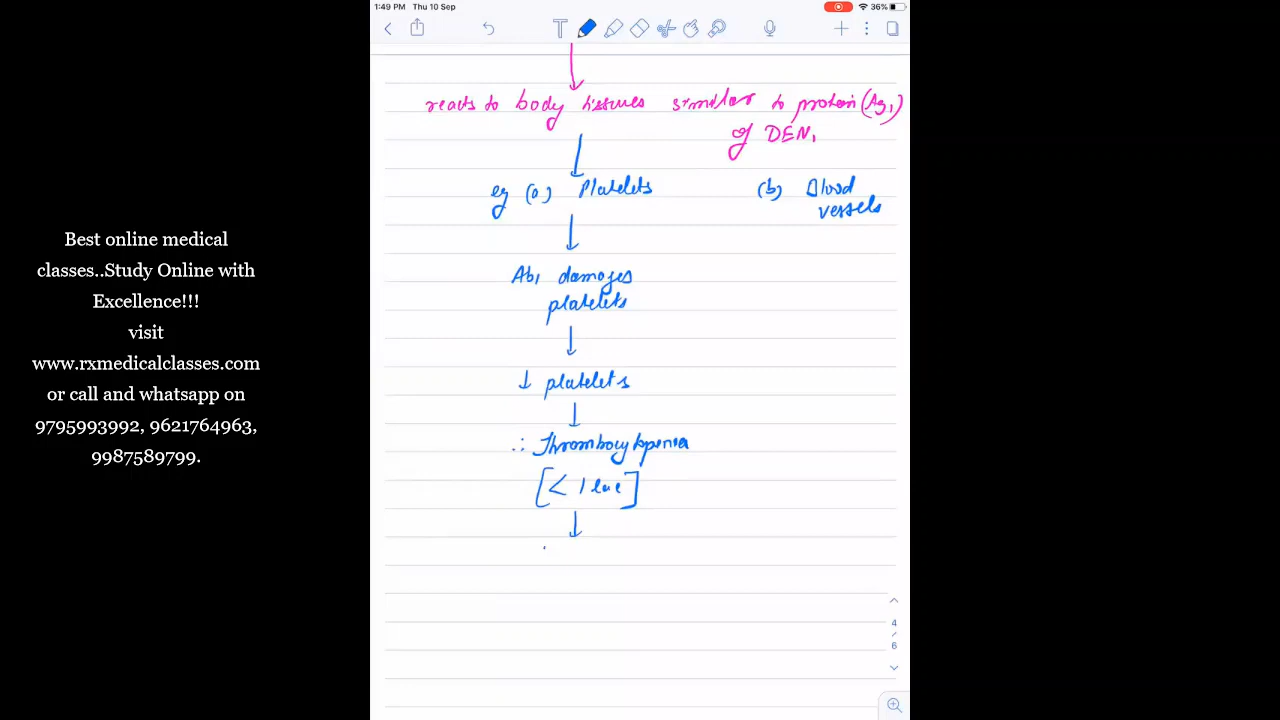 1:49 PM Thu 10 Sep
36%
T
reacts to body tissues similar to protein (Ag1)
of DEN1
eg (a) Platelets (b) Blood
vessels
Ab1 damages
platelets
↓ platelets
∴ Thrombocytopenia
[< 1 lac]
4
6
Best online medical
classes..Study Online with
Excellence!!!
visit
www.rxmedicalclasses.com
or call and whatsapp on
9795993992, 9621764963,
9987589799.